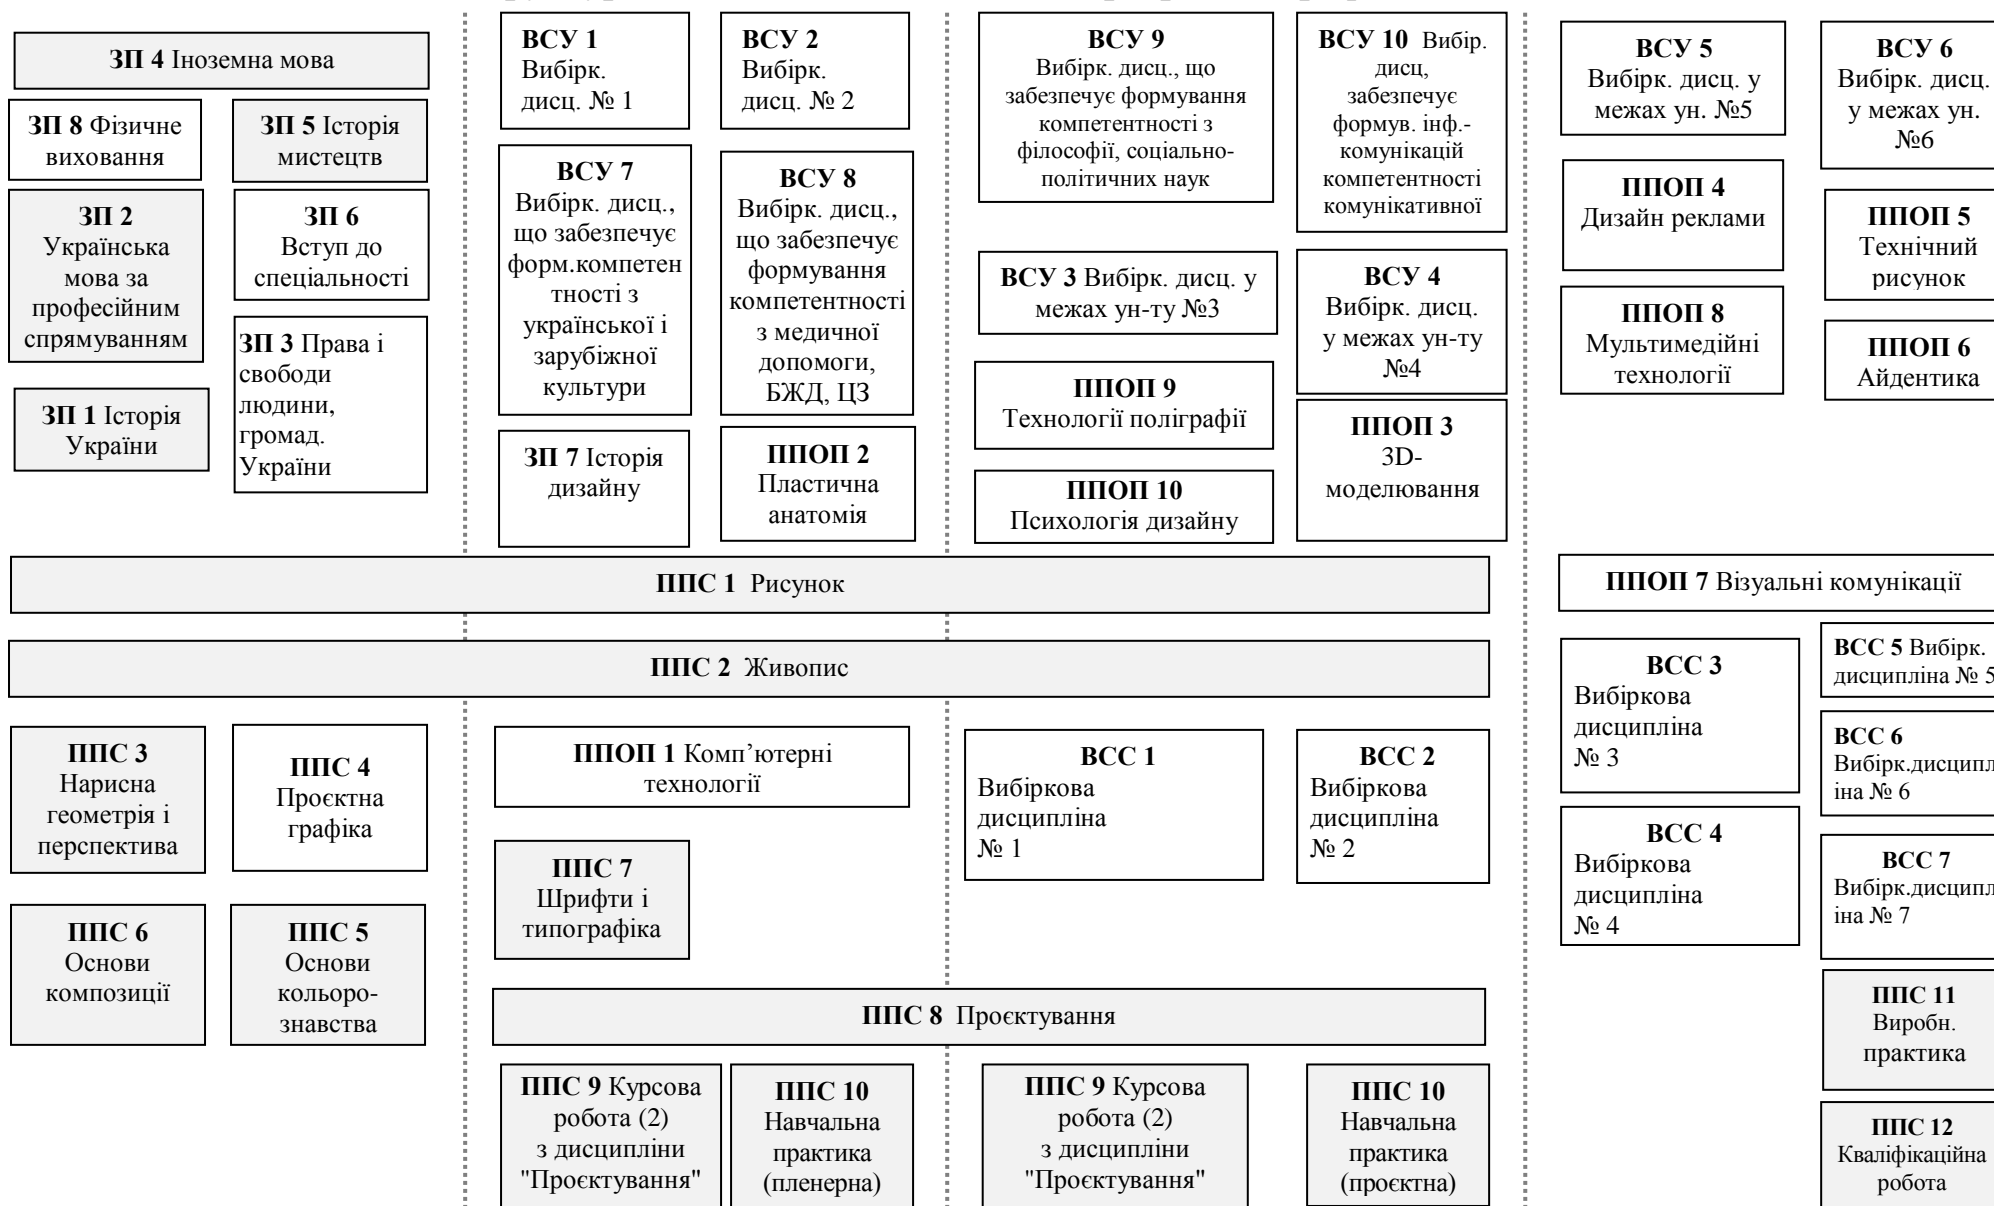 ЗП 4 Іноземна мова
ЗП 8 Фізичне
виховання
ЗП 5 Історія
мистецтв
ЗП 2
Українська
мова за
професійним
спрямуванням
ЗП 6
Вступ до
спеціальності
ЗП 3 Права і
свободи
людини,
громад.
України
ЗП 1 Історія
України
ВСУ 1
Вибірк.
дисц. № 1
ВСУ 2
Вибірк.
дисц. № 2
ВСУ 7
Вибірк. дисц.,
що забезпечує
форм.компетен
тності з
української і
зарубіжної
культури
ВСУ 8
Вибірк. дисц.,
що забезпечує
формування
компетентності
з медичної
допомоги,
БЖД, ЦЗ
ЗП 7 Історія
дизайну
ППОП 2
Пластична
анатомія
ВСУ 9
Вибірк. дисц., що
забезпечує формування
компетентності з
філософії, соціально-
політичних наук
ВСУ 10 Вибір.
дисц,
забезпечує
формув. інф.-
комунікацій
компетентності
комунікативної
ВСУ 3 Вибірк. дисц. у
межах ун-ту №3
ВСУ 4
Вибірк. дисц.
у межах ун-ту
№4
ППОП 9
Технології поліграфії
ППОП 3
3D-
моделювання
ППОП 10
Психологія дизайну
ВСУ 5
Вибірк. дисц. у
межах ун. №5
ВСУ 6
Вибірк. дисц.
у межах ун.
№6
ППОП 4
Дизайн реклами
ППОП 5
Технічний
рисунок
ППОП 8
Мультимедійні
технології
ППОП 6
Айдентика
ППС 1 Рисунок
ППОП 7 Візуальні комунікації
ППС 2 Живопис
ВСС 3
Вибіркова
дисципліна
№ 3
ВСС 5 Вибірк.
дисципліна № 5
ППС 3
Нарисна
геометрія і
перспектива
ППС 4
Проєктна
графіка
ППОП 1 Комп’ютерні
технології
ВСС 1
Вибіркова
дисципліна
№ 1
ВСС 2
Вибіркова
дисципліна
№ 2
ВСС 6
Вибірк.дисципл
іна № 6
ППС 7
Шрифти і
типографіка
ВСС 4
Вибіркова
дисципліна
№ 4
ВСС 7
Вибірк.дисципл
іна № 7
ППС 6
Основи
композиції
ППС 5
Основи
кольоро-
знавства
ППС 8 Проєктування
ППС 11
Виробн.
практика
ППС 9 Курсова
робота (2)
з дисципліни
"Проєктування"
ППС 10
Навчальна
практика
(пленерна)
ППС 9 Курсова
робота (2)
з дисципліни
"Проєктування"
ППС 10
Навчальна
практика
(проєктна)
ППС 12
Кваліфікаційна
робота